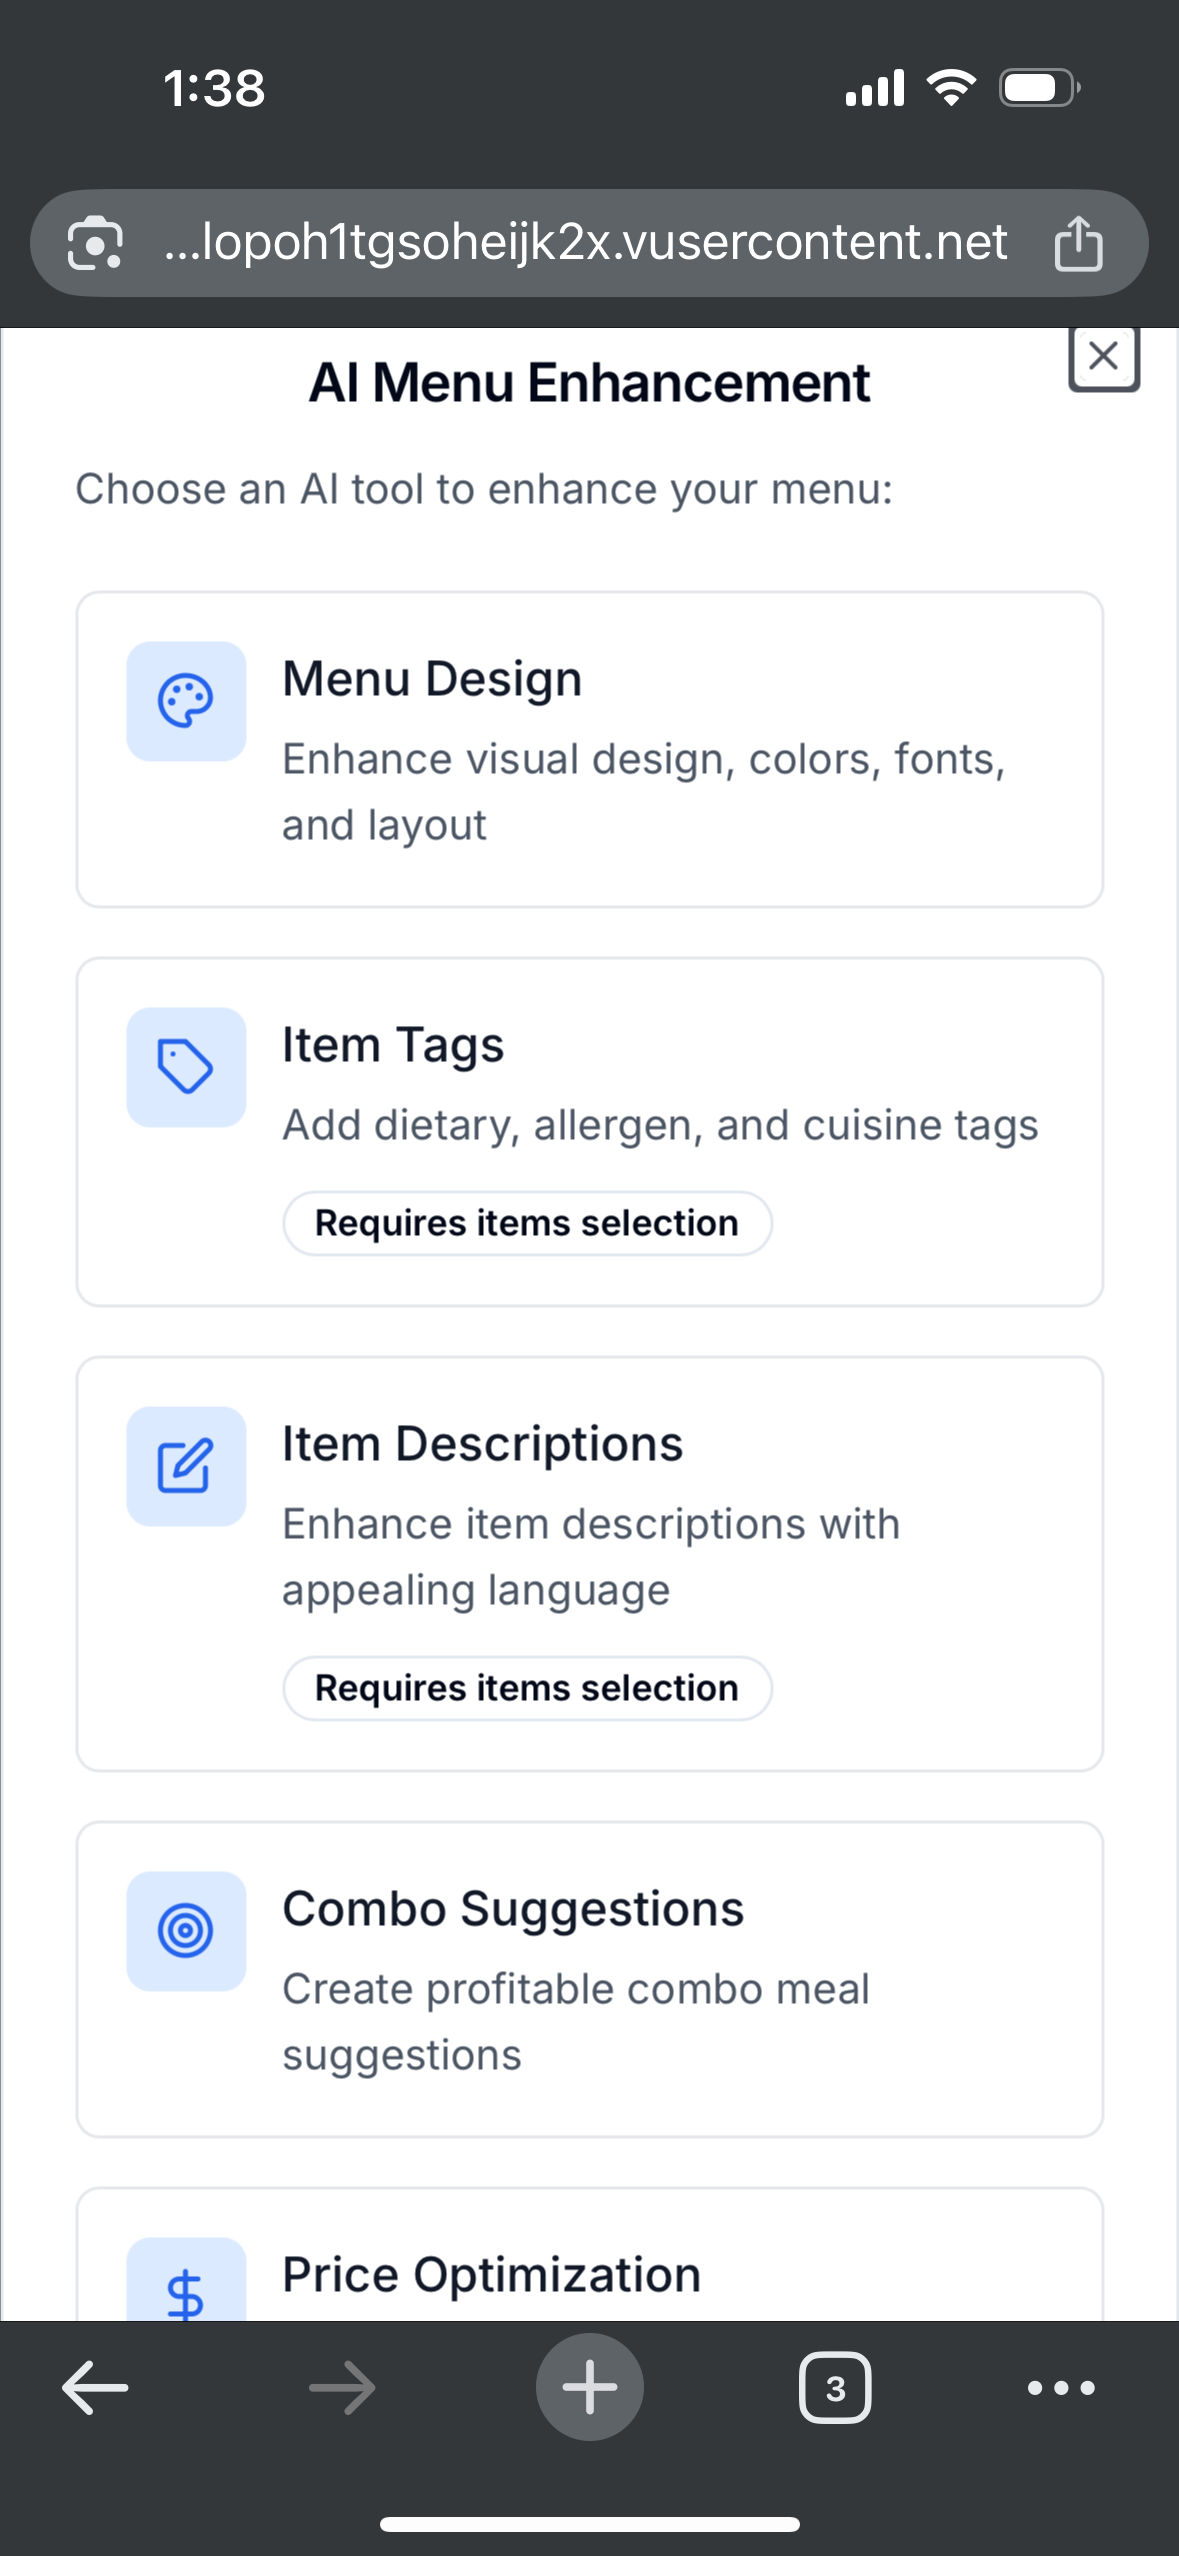 1:38
...lopoh1tgsoheijk2x.vusercontent.net
AI Menu Enhancement
Choose an AI tool to enhance your menu:
Menu Design
Enhance visual design, colors, fonts,
and layout
Item Tags
Add dietary, allergen, and cuisine tags
Requires items selection
Item Descriptions
Enhance item descriptions with
appealing language
Requires items selection
Combo Suggestions
Create profitable combo meal
suggestions
$
Price Optimization
3